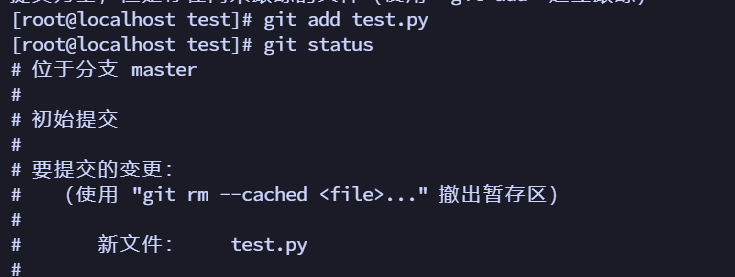 [root@localhost test]# git add test.py
[root@localhost test]# git status
# 位于分支 master
#
# 初始提交
#
# 要提交的变更：
#   （使用 "git rm --cached <file>..." 撤出暂存区）
#
#       新文件：    test.py
#